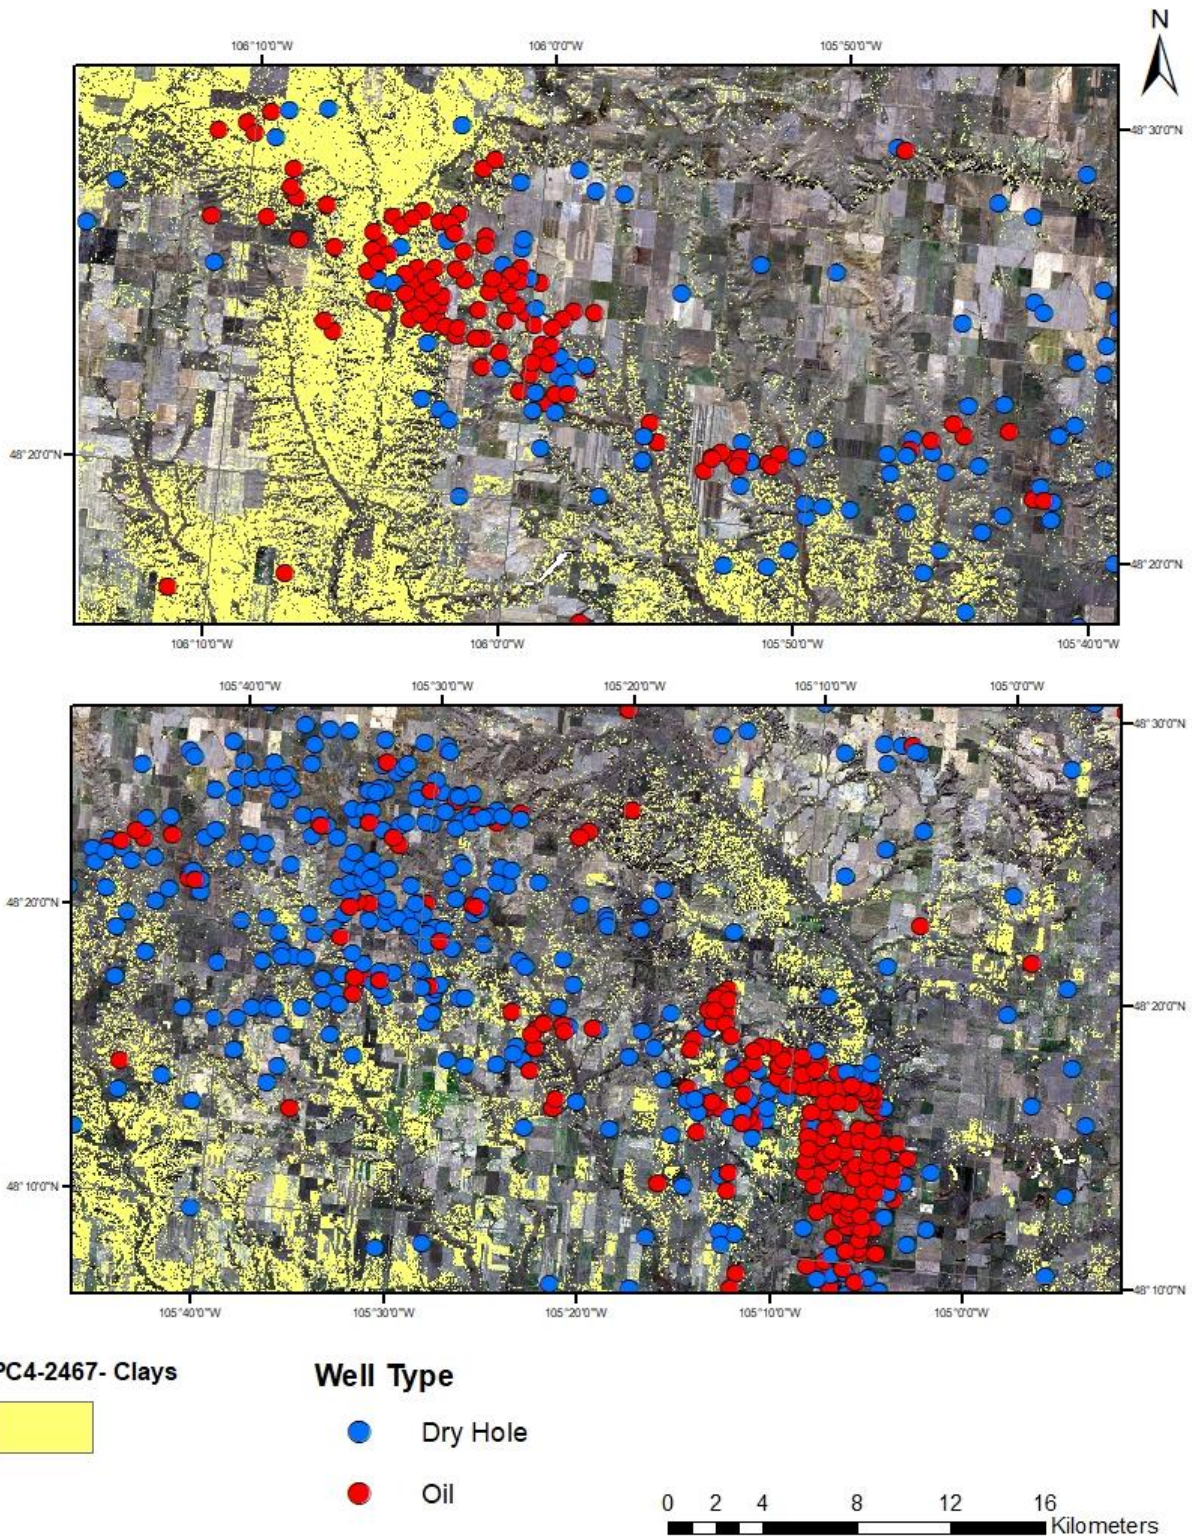 N
106°10'0"W 106°0'0"W 105°50'0"W
48°30'0"N
48°20'0"N
48°20'0"N
106°10'0"W 106°0'0"W 105°50'0"W 105°40'0"W
105°40'0"W 105°30'0"W 105°20'0"W 105°10'0"W 105°0'0"W
48°30'0"N
48°20'0"N
48°20'0"N
48°10'0"N
48°10'0"N
105°40'0"W 105°30'0"W 105°20'0"W 105°10'0"W 105°0'0"W
PC4-2467- Clays
Well Type
Dry Hole
Oil
0 2 4 8 12 16
Kilometers